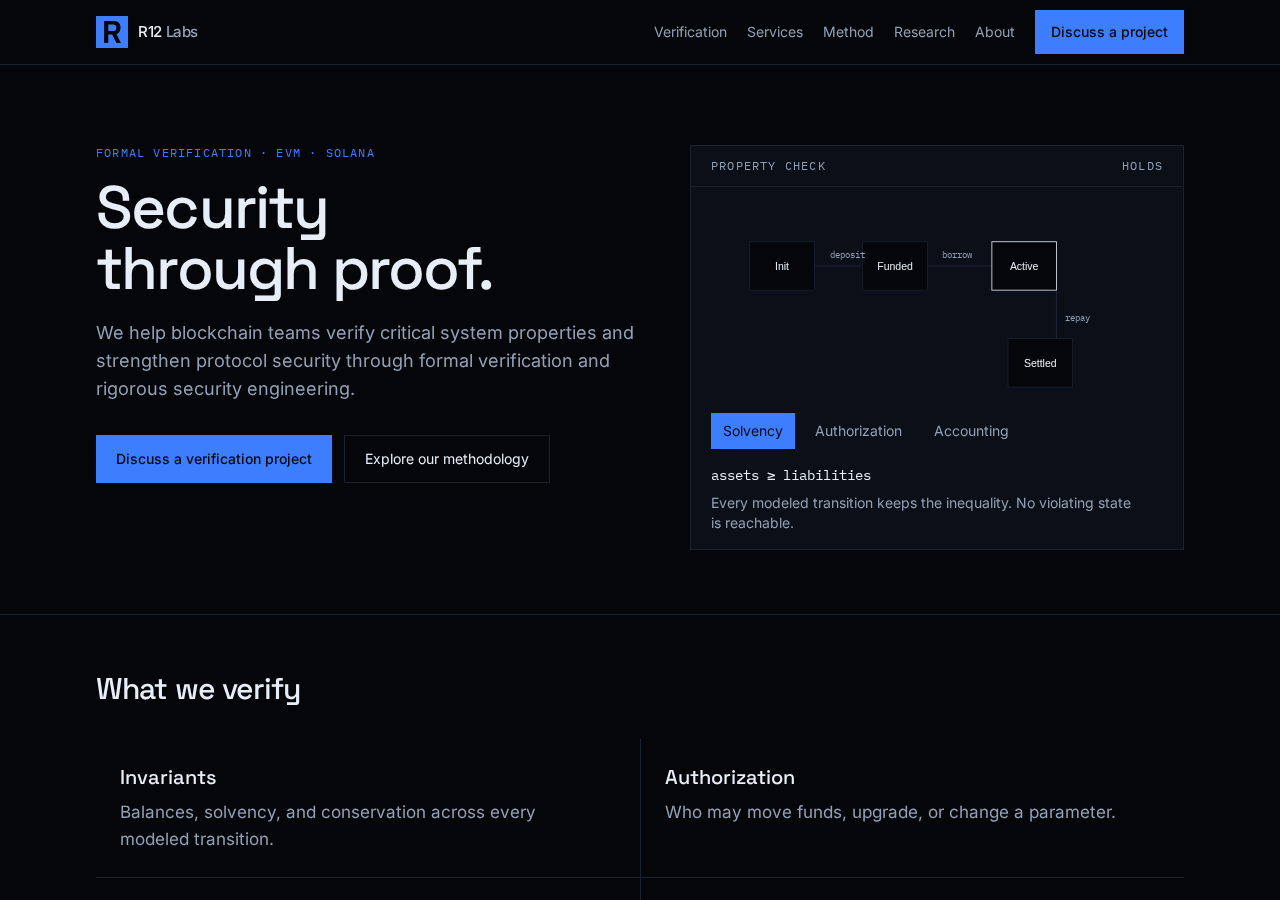 R R12 Labs
Verification Services Method Research About Discuss a project
FORMAL VERIFICATION · EVM · SOLANA
Security
through proof.
We help blockchain teams verify critical system properties and
strengthen protocol security through formal verification and
rigorous security engineering.
Discuss a verification project Explore our methodology
PROPERTY CHECK HOLDS
Init deposit Funded borrow Active
repay
Settled
Solvency Authorization Accounting
assets ≥ liabilities
Every modeled transition keeps the inequality. No violating state
is reachable.
What we verify
Invariants
Balances, solvency, and conservation across every
modeled transition.
Authorization
Who may move funds, upgrade, or change a parameter.